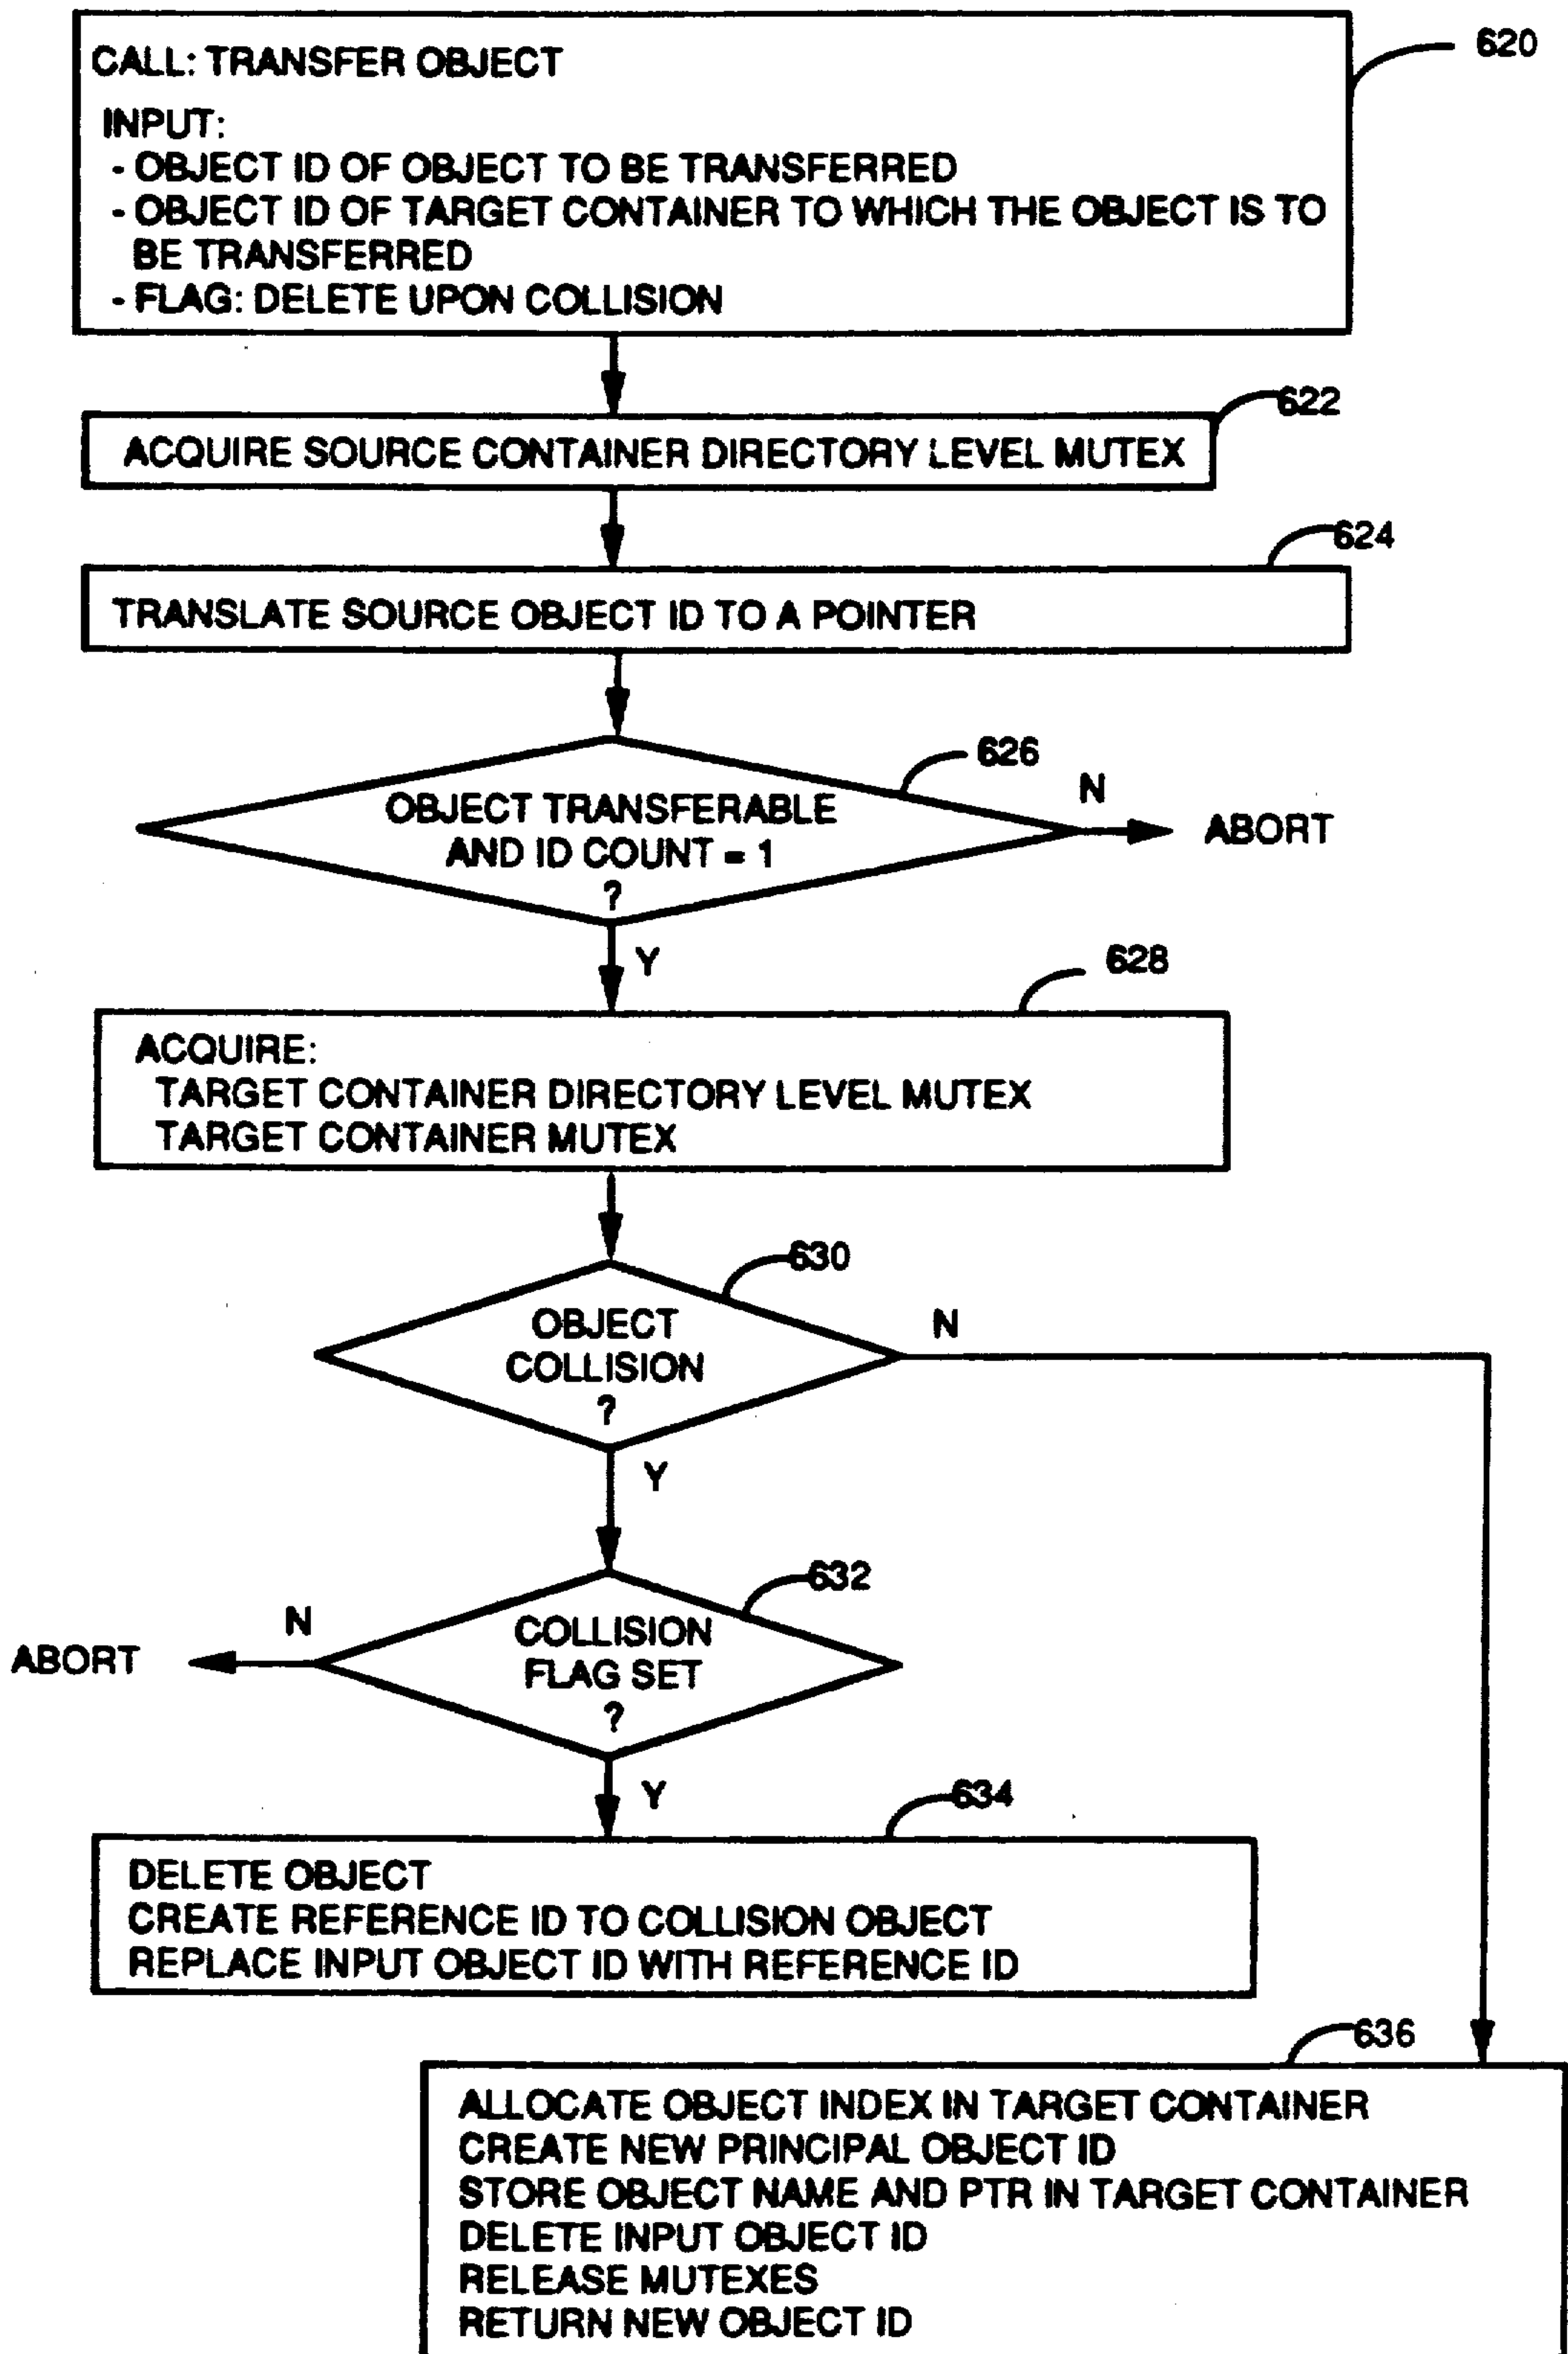 CALL: TRANSFER OBJECT
620
INPUT:
- OBJECT ID OF OBJECT TO BE TRANSFERRED
- OBJECT ID OF TARGET CONTAINER TO WHICH THE OBJECT IS TO
BE TRANSFERRED
- FLAG: DELETE UPON COLLISION
622
ACQUIRE SOURCE CONTAINER DIRECTORY LEVEL MUTEX
624
TRANSLATE SOURCE OBJECT ID TO A POINTER
626
OBJECT TRANSFERABLE
AND ID COUNT = 1
?
N
ABORT
Y
628
ACQUIRE:
TARGET CONTAINER DIRECTORY LEVEL MUTEX
TARGET CONTAINER MUTEX
630
OBJECT
COLLISION
?
N
Y
632
COLLISION
FLAG SET
?
N
ABORT
Y
634
DELETE OBJECT
CREATE REFERENCE ID TO COLLISION OBJECT
REPLACE INPUT OBJECT ID WITH REFERENCE ID
636
ALLOCATE OBJECT INDEX IN TARGET CONTAINER
CREATE NEW PRINCIPAL OBJECT ID
STORE OBJECT NAME AND PTR IN TARGET CONTAINER
DELETE INPUT OBJECT ID
RELEASE MUTEXES
RETURN NEW OBJECT ID